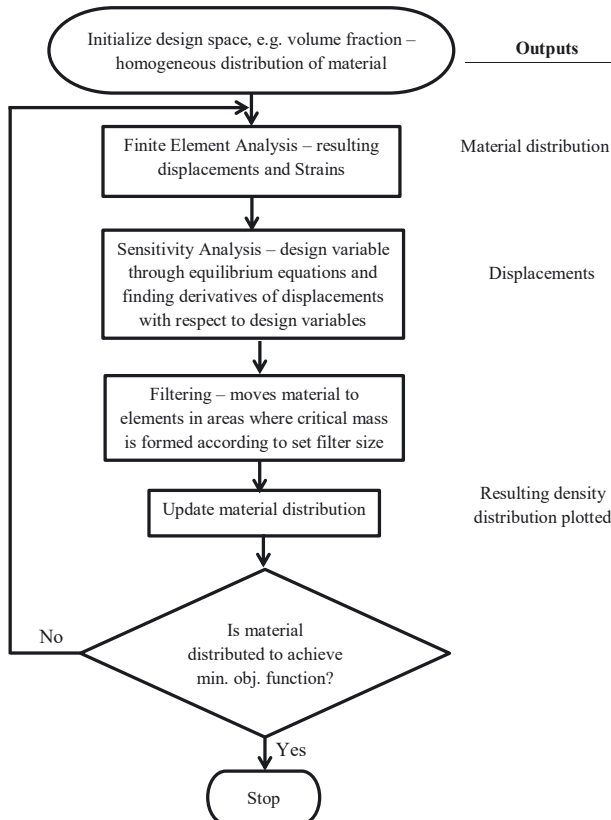 Initialize design space, e.g. volume fraction –
homogeneous distribution of material
Outputs
Finite Element Analysis – resulting
displacements and Strains
Material distribution
Sensitivity Analysis – design variable
through equilibrium equations and
finding derivatives of displacements
with respect to design variables
Displacements
Filtering – moves material to
elements in areas where critical mass
is formed according to set filter size
Update material distribution
Resulting density
distribution plotted
No
Is material
distributed to achieve
min. obj. function?
Yes
Stop